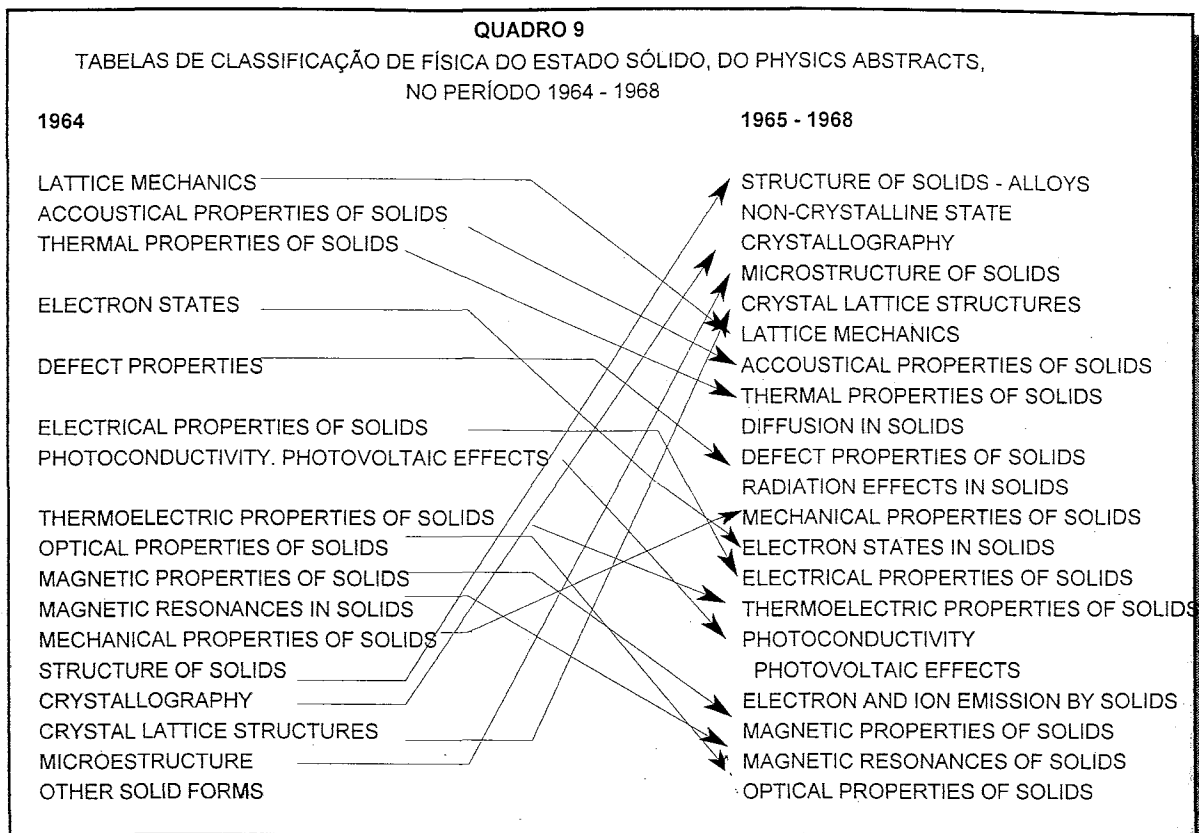 QUADRO 9
TABELAS DE CLASSIFICAÇÃO DE FÍSICA DO ESTADO SÓLIDO, DO PHYSICS ABSTRACTS,
NO PERÍODO 1964 - 1968
1964
LATTICE MECHANICS
ACCOUSTICAL PROPERTIES OF SOLIDS
THERMAL PROPERTIES OF SOLIDS
ELECTRON STATES
DEFECT PROPERTIES
ELECTRICAL PROPERTIES OF SOLIDS
PHOTOCONDUCTIVITY. PHOTOVOLTAIC EFFECTS
THERMOELECTRIC PROPERTIES OF SOLIDS
OPTICAL PROPERTIES OF SOLIDS
MAGNETIC PROPERTIES OF SOLIDS
MAGNETIC RESONANCES IN SOLIDS
MECHANICAL PROPERTIES OF SOLIDS
STRUCTURE OF SOLIDS
CRYSTALLOGRAPHY
CRYSTAL LATTICE STRUCTURES
MICROESTRUCTURE
OTHER SOLID FORMS
1965 - 1968
STRUCTURE OF SOLIDS - ALLOYS
NON-CRYSTALLINE STATE
CRYSTALLOGRAPHY
MICROSTRUCTURE OF SOLIDS
CRYSTAL LATTICE STRUCTURES
LATTICE MECHANICS
ACCOUSTICAL PROPERTIES OF SOLIDS
THERMAL PROPERTIES OF SOLIDS
DIFFUSION IN SOLIDS
DEFECT PROPERTIES OF SOLIDS
RADIATION EFFECTS IN SOLIDS
MECHANICAL PROPERTIES OF SOLIDS
ELECTRON STATES IN SOLIDS
ELECTRICAL PROPERTIES OF SOLIDS
THERMOELECTRIC PROPERTIES OF SOLIDS
PHOTOCONDUCTIVITY
PHOTOVOLTAIC EFFECTS
ELECTRON AND ION EMISSION BY SOLIDS
MAGNETIC PROPERTIES OF SOLIDS
MAGNETIC RESONANCES OF SOLIDS
OPTICAL PROPERTIES OF SOLIDS